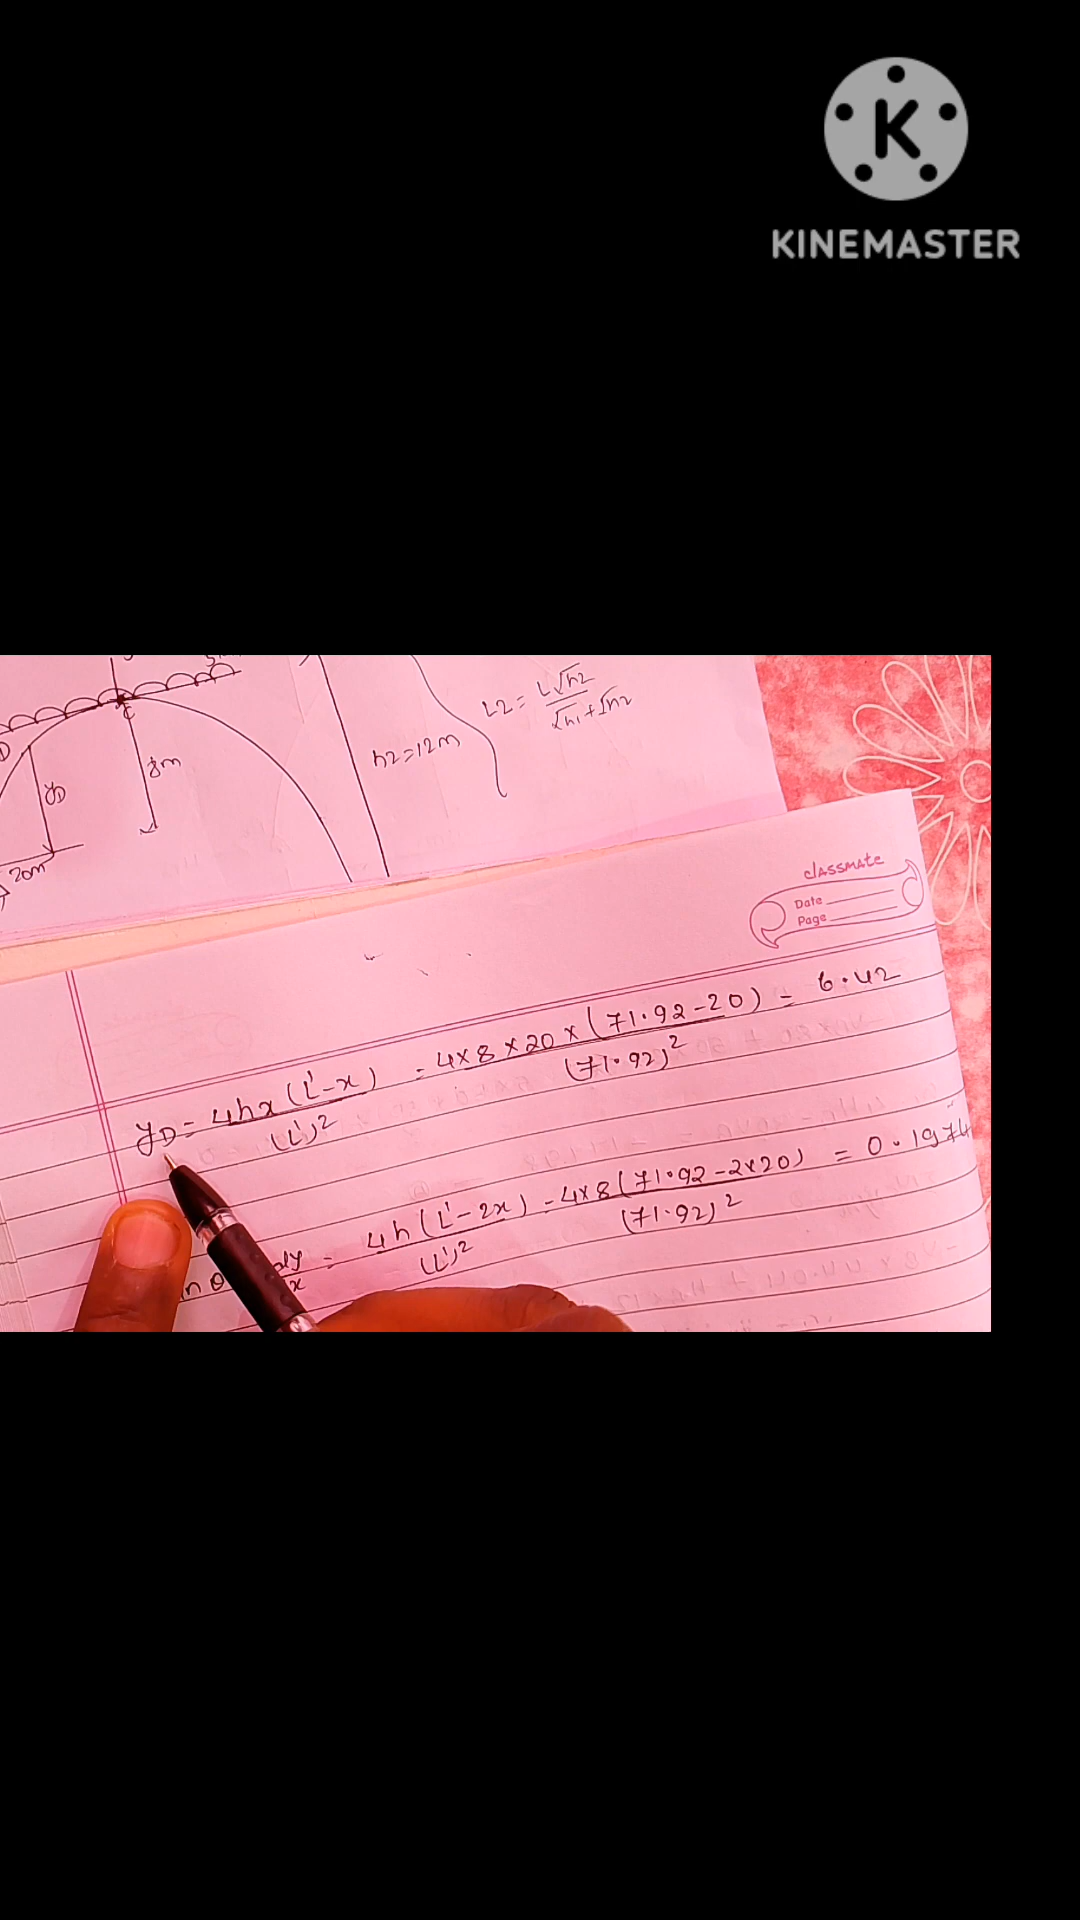 K
KINEMASTER
L2 = L√h2 / √h1 + √h2
C
h2 = 12m
8m
D
yD
20m
classmate
Date
Page
yD = 4hx (L' - x) / (L')² = 4 x 8 x 20 x (71.92 - 20) / (71.92)² = 6.42
n θ dy / x = 4h (L' - 2x) / (L')² = 4 x 8 (71.92 - 2 x 20) / (71.92)² = 0.1974